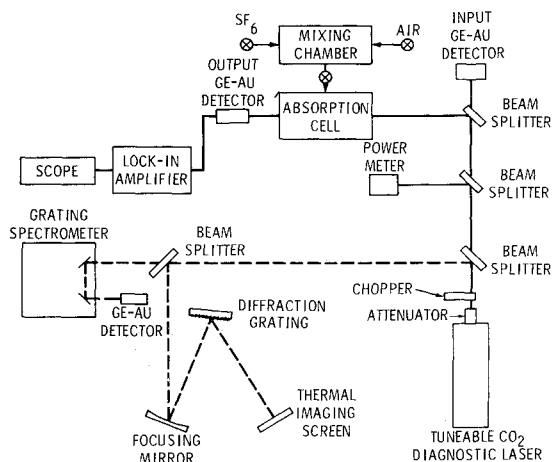 SF6
MIXING
CHAMBER
AIR
INPUT
GE-AU
DETECTOR
OUTPUT
GE-AU
DETECTOR
ABSORPTION
CELL
BEAM
SPLITTER
POWER
METER
SCOPE
LOCK-IN
AMPLIFIER
BEAM
SPLITTER
GRATING
SPECTROMETER
BEAM
SPLITTER
BEAM
SPLITTER
CHOPPER
ATTENUATOR
GE-AU
DETECTOR
DIFFRACTION
GRATING
THERMAL
IMAGING
SCREEN
FOCUSING
MIRROR
TUNEABLE CO2
DIAGNOSTIC LASER